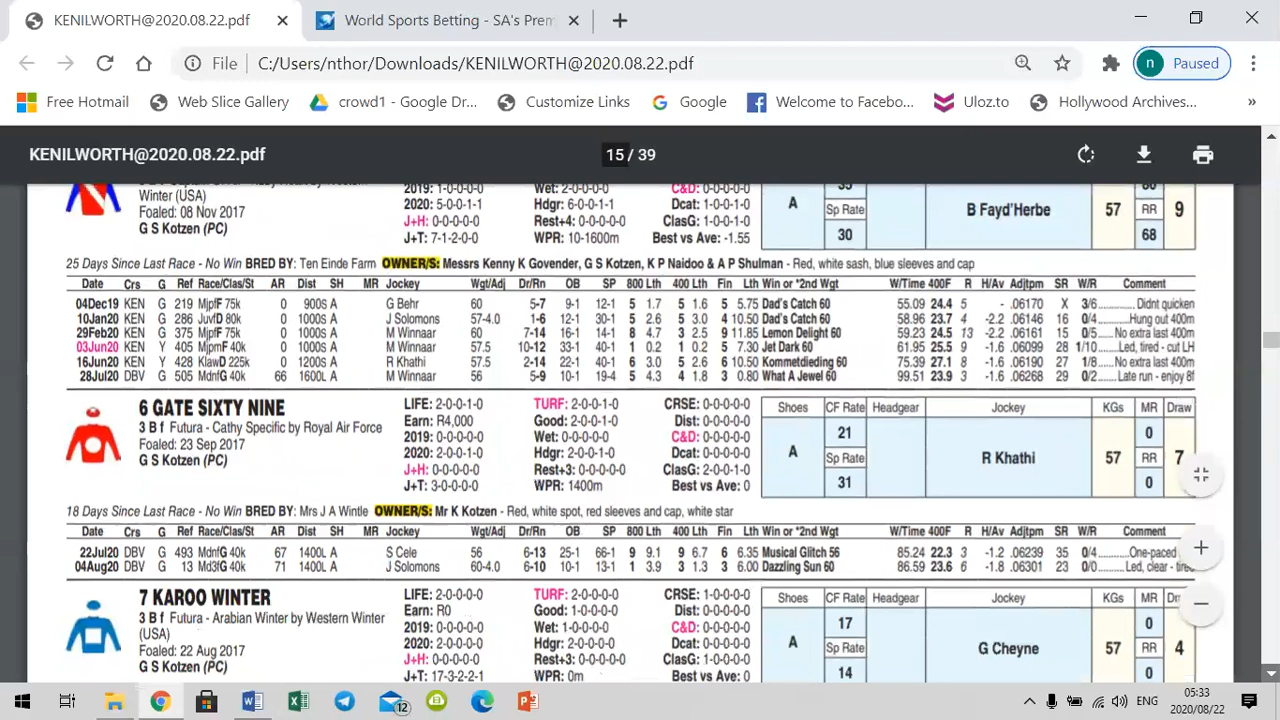 KENILWORTH@2020.08.22.pdf
World Sports Betting - SA's Prem
File C:/Users/nthor/Downloads/KENILWORTH@2020.08.22.pdf
n Paused
Free Hotmail Web Slice Gallery crowd1 - Google Dr... Customize Links Google Welcome to Facebo... Uloz.to Hollywood Archives... »
KENILWORTH@2020.08.22.pdf 15 / 39
Winter (USA)
Foaled: 08 Nov 2017
G S Kotzen (PC)
2019: 1-0-0-0-0 Wet: 2-0-0-0-0 C&D: 0-0-0-0-0
2020: 5-0-0-1-1 Hdgr: 6-0-0-1-1 Dcat: 1-0-0-1-0
J+H: 0-0-0-0-0 Rest+4: 0-0-0-0-0 ClasG: 1-0-0-1-0
J+T: 7-1-2-0-0 WPR: 10-1600m Best vs Ave: -1.55
A Sp Rate 30 B Fayd'Herbe 57 RR 68 9
25 Days Since Last Race - No Win BRED BY: Ten Einde Farm OWNER/S: Messrs Kenny K Govender, G S Kotzen, K P Naidoo & A P Shulman - Red, white sash, blue sleeves and cap
Date Crs G Ref Race/Clas/St AR Dist SH MR Jockey Wgt/Adj Dr/Rn OB SP 800 Lth 400 Lth Fin Lth Win or *2nd Wgt W/Time 400F R H/Av Adjtpm SR W/R Comment
04Dec19 KEN G 219 MjpfF 75k 0 900S A G Behr 60 5-7 9-1 12-1 5 1.7 5 1.6 5 5.75 Dad's Catch 60 55.09 24.4 5 - .06170 X 3/6 Didnt quicken
10Jan20 KEN G 286 JuvfD 80k 0 1000S A J Solomons 57-4.0 1-6 12-1 30-1 5 2.6 5 3.0 4 10.50 Dad's Catch 60 58.96 23.7 4 -2.2 .06146 16 0/4 Hung out 400m
29Feb20 KEN G 375 MjpfF 75k 0 1000S A M Winnaar 60 7-14 16-1 14-1 8 4.7 3 2.5 9 11.85 Lemon Delight 60 59.23 24.5 13 -2.2 .06161 15 0/5 No extra last 400m
03Jun20 KEN Y 405 MjpmF 40k 0 1000S A M Winnaar 57.5 10-12 33-1 40-1 1 0.2 1 0.2 5 7.30 Jet Dark 60 61.95 25.5 9 -1.6 .06099 28 1/10 Led, tired - cut LH
16Jun20 KEN Y 428 KlawD 225k 0 1200S A R Khathi 57.5 2-14 22-1 40-1 6 3.0 5 2.6 6 10.50 Kommetdieding 60 75.39 27.1 8 -1.6 .06190 27 1/8 No extra last 400m
28Jul20 DBV G 505 MdnfG 40k 66 1600L A M Winnaar 56 5-9 10-1 19-4 5 4.3 4 1.8 3 0.80 What A Jewel 60 99.51 23.9 3 -1.6 .06268 29 0/2 Late run - enjoy 8f
6 GATE SIXTY NINE
3 B f Futura - Cathy Specific by Royal Air Force
Foaled: 23 Sep 2017
G S Kotzen (PC)
LIFE: 2-0-0-1-0 TURF: 2-0-0-1-0 CRSE: 1-0-0-0-0
Earn: R4,000 Good: 2-0-0-1-0 Dist: 0-0-0-0-0
2019: 0-0-0-0-0 Wet: 0-0-0-0-0 C&D: 0-0-0-0-0
2020: 2-0-0-1-0 Hdgr: 2-0-0-1-0 Dcat: 0-0-0-0-0
J+H: 0-0-0-0-0 Rest+3: 0-0-0-0-0 ClasG: 2-0-0-1-0
J+T: 3-0-0-0-0 WPR: 1400m Best vs Ave: 0
Shoes CF Rate Headgear Jockey KGs MR Draw
A 21 Sp Rate 31 R Khathi 57 0 RR 0 7
18 Days Since Last Race - No Win BRED BY: Mrs J A Wintle OWNER/S: Mr K Kotzen - Red, white spot, red sleeves and cap, white star
Date Crs G Ref Race/Clas/St AR Dist SH MR Jockey Wgt/Adj Dr/Rn OB SP 800 Lth 400 Lth Fin Lth Win or *2nd Wgt W/Time 400F R H/Av Adjtpm SR W/R Comment
22Jul20 DBV G 493 MdnfG 40k 67 1400L A S Cele 56 6-13 25-1 66-1 9 9.1 9 6.7 6 6.35 Musical Glitch 56 85.24 22.3 3 -1.2 .06239 35 0/4 One-paced
04Aug20 DBV G 13 Md3fG 40k 71 1400L A J Solomons 60-4.0 6-10 10-1 13-1 1 3.9 3 1.3 3 6.00 Dazzling Sun 60 86.59 23.6 6 -1.8 .06301 23 0/0 Led, clear - tired
7 KAROO WINTER
3 B f Futura - Arabian Winter by Western Winter
(USA)
Foaled: 22 Aug 2017
G S Kotzen (PC)
LIFE: 2-0-0-0-0 TURF: 2-0-0-0-0 CRSE: 1-0-0-0-0
Earn: R0 Good: 1-0-0-0-0 Dist: 0-0-0-0-0
2019: 0-0-0-0-0 Wet: 1-0-0-0-0 C&D: 0-0-0-0-0
2020: 2-0-0-0-0 Hdgr: 2-0-0-0-0 Dcat: 0-0-0-0-0
J+H: 0-0-0-0-0 Rest+3: 0-0-0-0-0 ClasG: 1-0-0-0-0
J+T: 17-3-2-2-1 WPR: 0m Best vs Ave: 0
Shoes CF Rate Headgear Jockey KGs MR
A 17 Sp Rate 14 G Cheyne 57 0 RR 0 4
12 ENG 05:33
2020/08/22